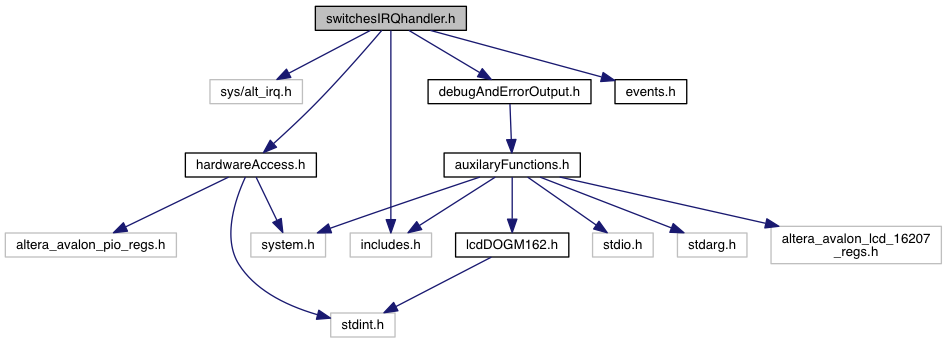 switchesIRQhandler.h
sys/alt_irq.h
debugAndErrorOutput.h
events.h
hardwareAccess.h
auxilaryFunctions.h
altera_avalon_pio_regs.h
system.h
includes.h
lcdDOGM162.h
stdio.h
stdarg.h
altera_avalon_lcd_16207
_regs.h
stdint.h